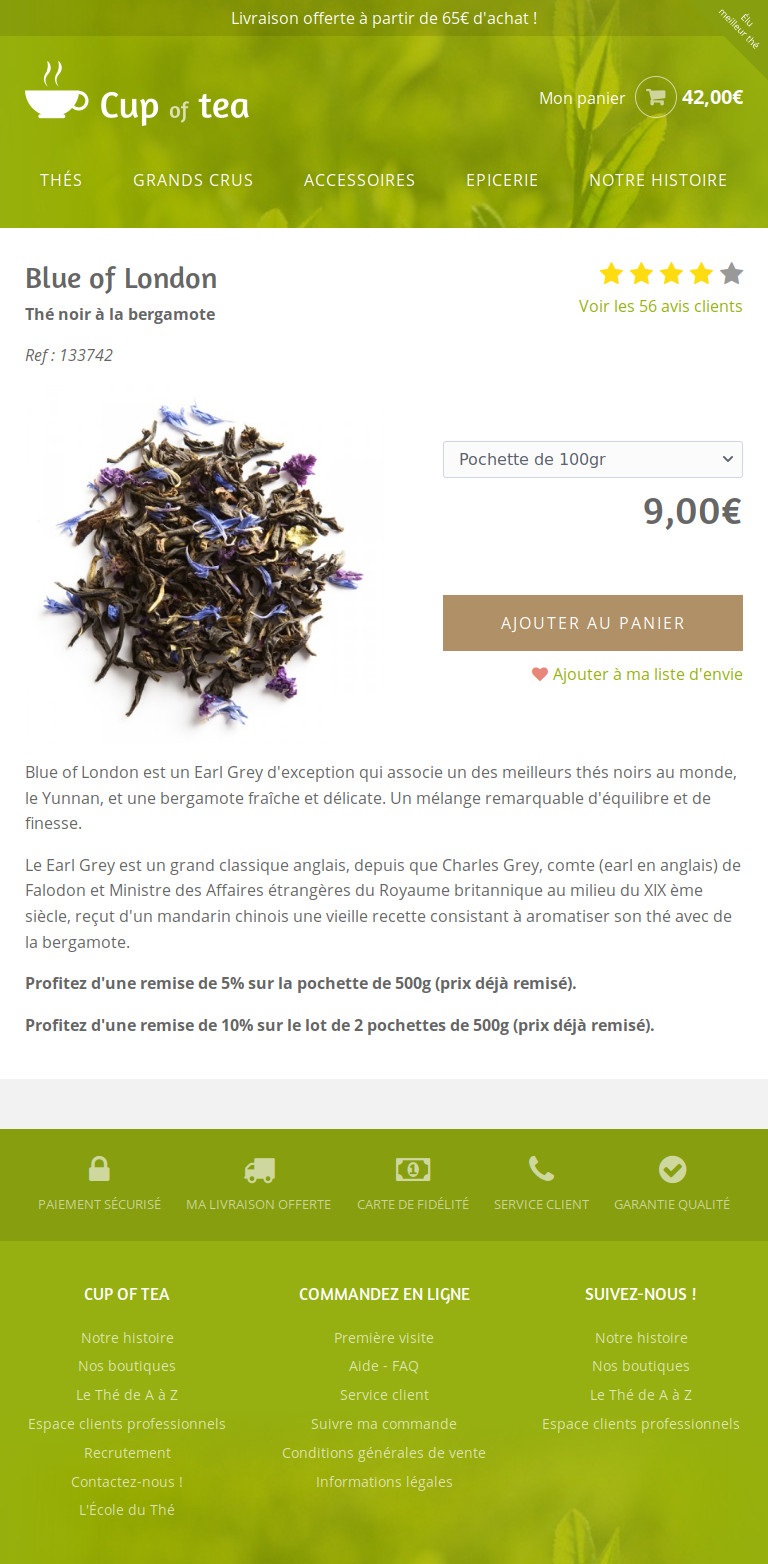 Livraison offerte à partir de 65€ d'achat !
Élu
meilleur thé
Cup of tea
Mon panier 42,00€
THÉS GRANDS CRUS ACCESSOIRES EPICERIE NOTRE HISTOIRE
Blue of London
Thé noir à la bergamote
Voir les 56 avis clients
Ref : 133742
Pochette de 100gr
9,00€
AJOUTER AU PANIER
Ajouter à ma liste d'envie
Blue of London est un Earl Grey d'exception qui associe un des meilleurs thés noirs au monde,
le Yunnan, et une bergamote fraîche et délicate. Un mélange remarquable d'équilibre et de
finesse.
Le Earl Grey est un grand classique anglais, depuis que Charles Grey, comte (earl en anglais) de
Falodon et Ministre des Affaires étrangères du Royaume britannique au milieu du XIX ème
siècle, reçut d'un mandarin chinois une vieille recette consistant à aromatiser son thé avec de
la bergamote.
Profitez d'une remise de 5% sur la pochette de 500g (prix déjà remisé).
Profitez d'une remise de 10% sur le lot de 2 pochettes de 500g (prix déjà remisé).
PAIEMENT SÉCURISÉ MA LIVRAISON OFFERTE CARTE DE FIDÉLITÉ SERVICE CLIENT GARANTIE QUALITÉ
CUP OF TEA
Notre histoire
Nos boutiques
Le Thé de A à Z
Espace clients professionnels
Recrutement
Contactez-nous !
L'École du Thé
COMMANDEZ EN LIGNE
Première visite
Aide - FAQ
Service client
Suivre ma commande
Conditions générales de vente
Informations légales
SUIVEZ-NOUS !
Notre histoire
Nos boutiques
Le Thé de A à Z
Espace clients professionnels